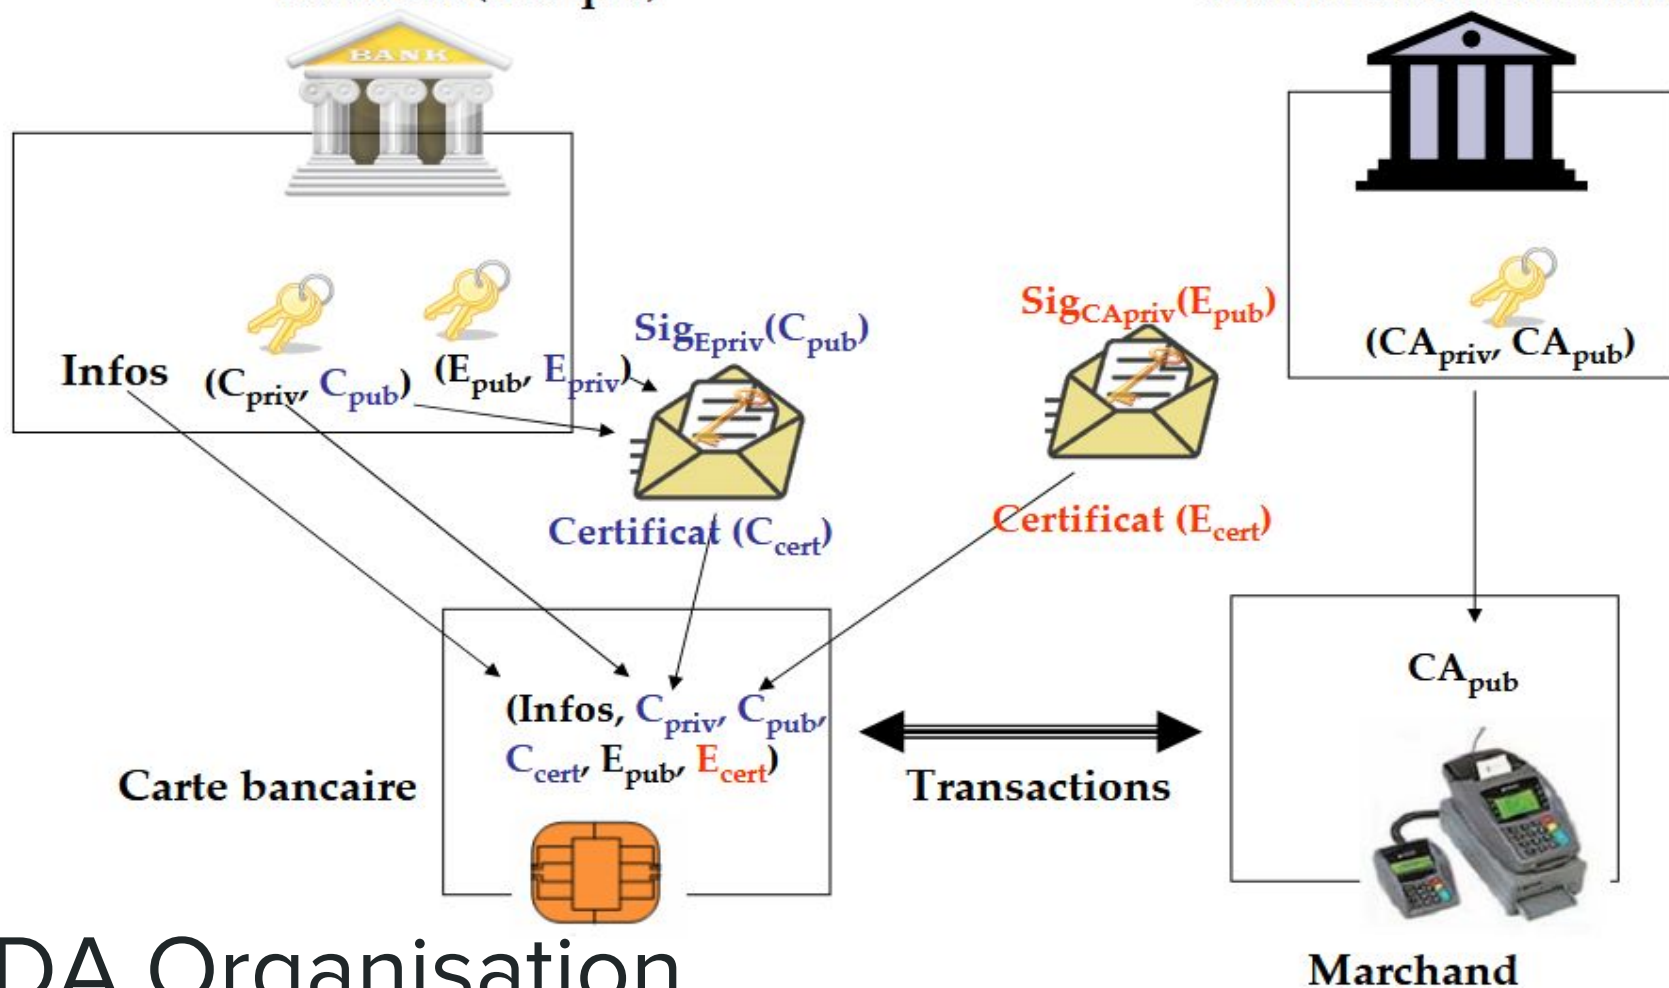 BANK
Infos
(Cpriv, Cpub)
(Epub, Epriv)
SigEpriv(Cpub)
Certificat (Ccert)
SigCApriv(Epub)
Certificat (Ecert)
(CApriv, CApub)
(Infos, Cpriv, Cpub,
Ccert, Epub, Ecert)
Carte bancaire
Transactions
CApub
Marchand
DA Organisation